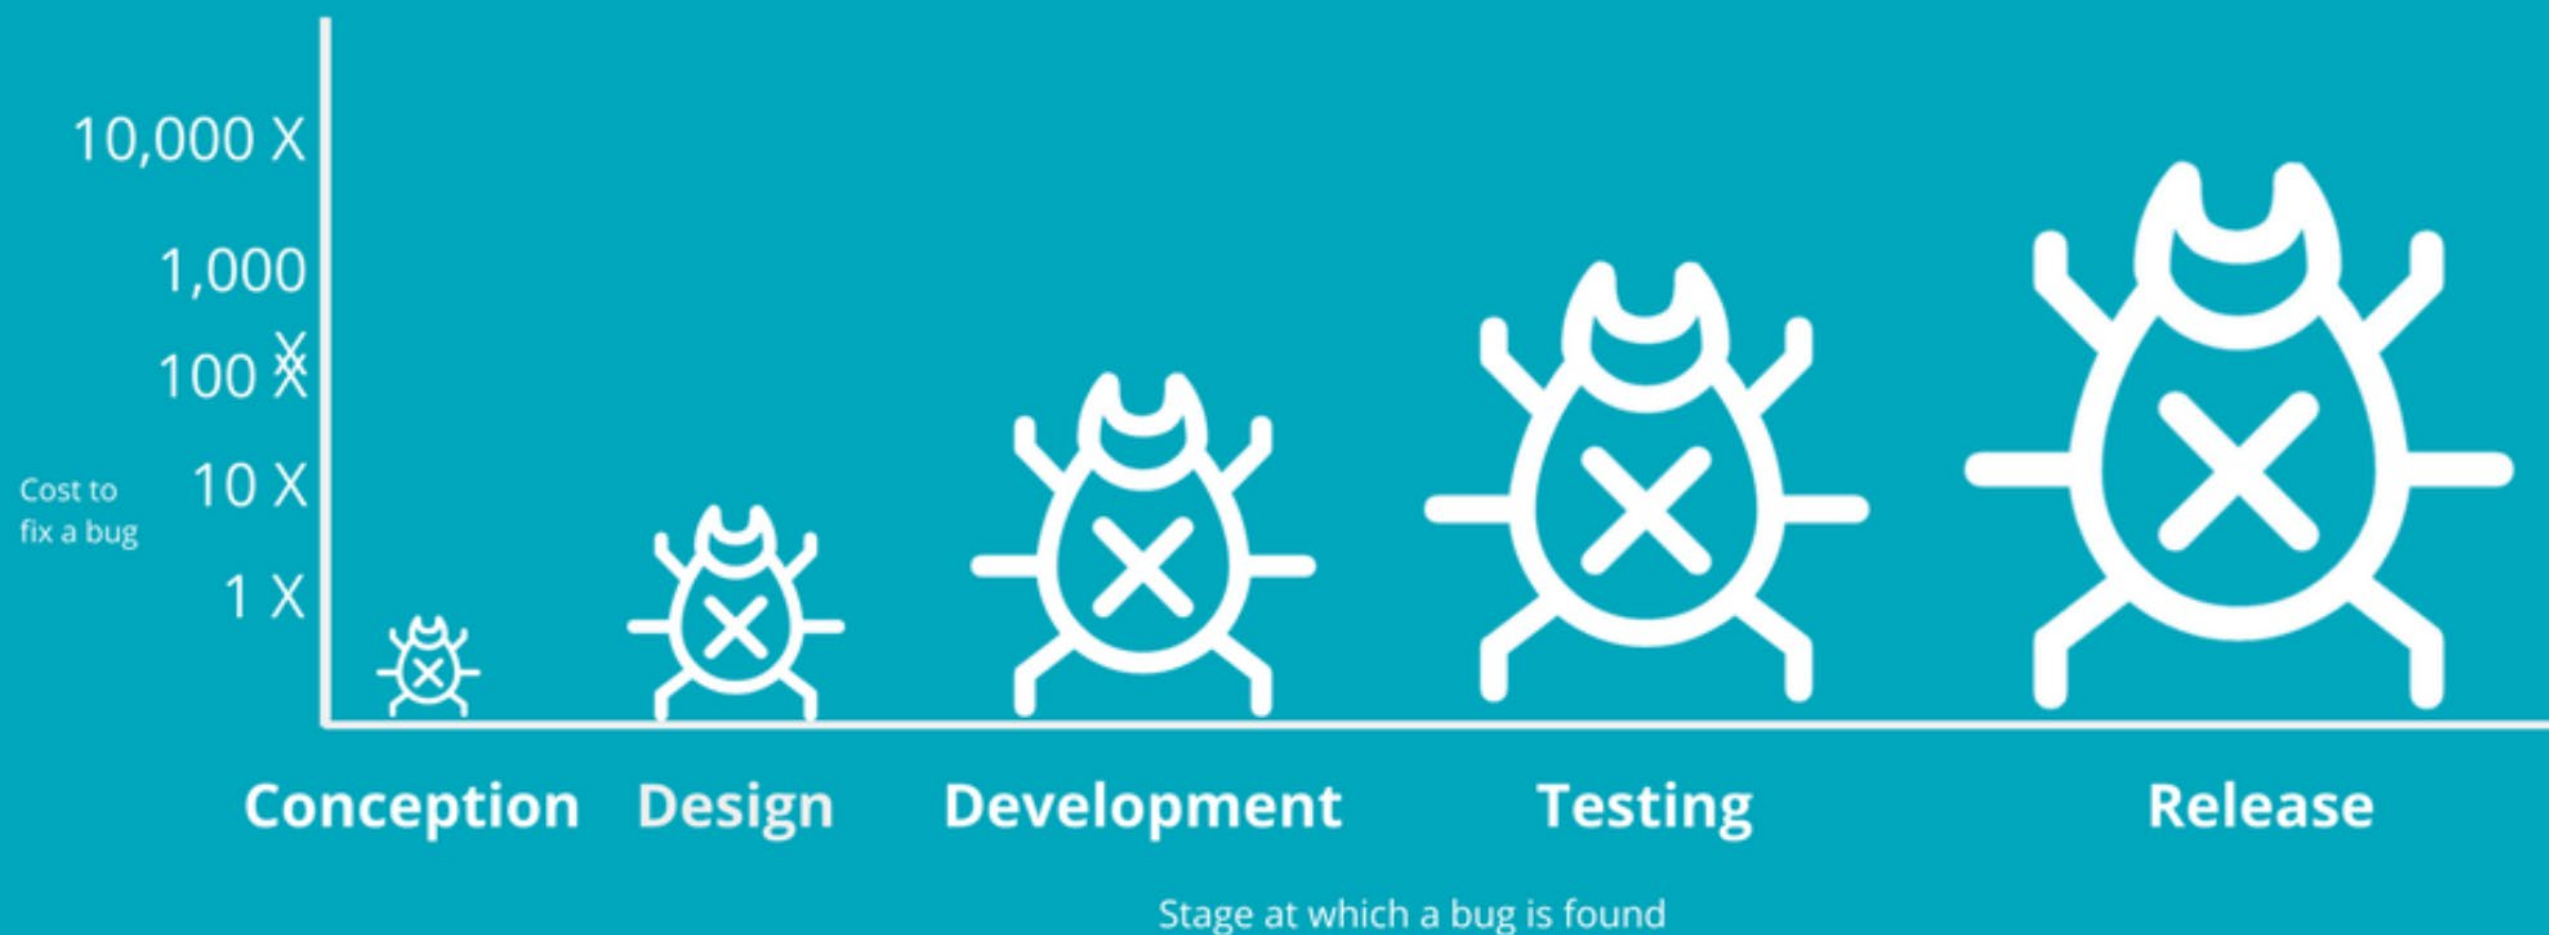 10,000 X
1,000
X
100 X
10 X
Cost to
fix a bug
1 X
Conception Design Development Testing Release
Stage at which a bug is found